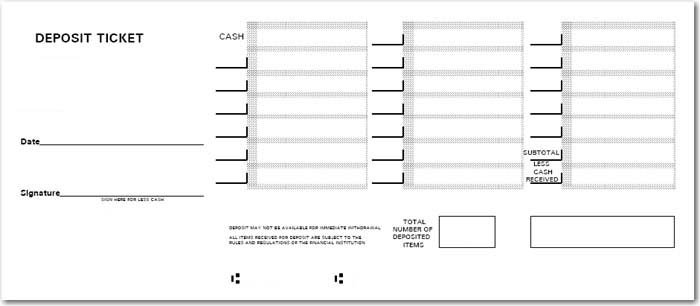 DEPOSIT TICKET
CASH
Date
Signature
SIGN HERE FOR LESS CASH
SUBTOTAL
LESS
CASH
RECEIVED
DEPOSIT MAY NOT BE AVAILABLE FOR IMMEDIATE WITHDRAWAL
ALL ITEMS RECEIVED FOR DEPOSIT ARE SUBJECT TO THE
RULES AND REGULATIONS OF THE FINANCIAL INSTITUTION
TOTAL
NUMBER OF
DEPOSITED
ITEMS
⑆ ⑆